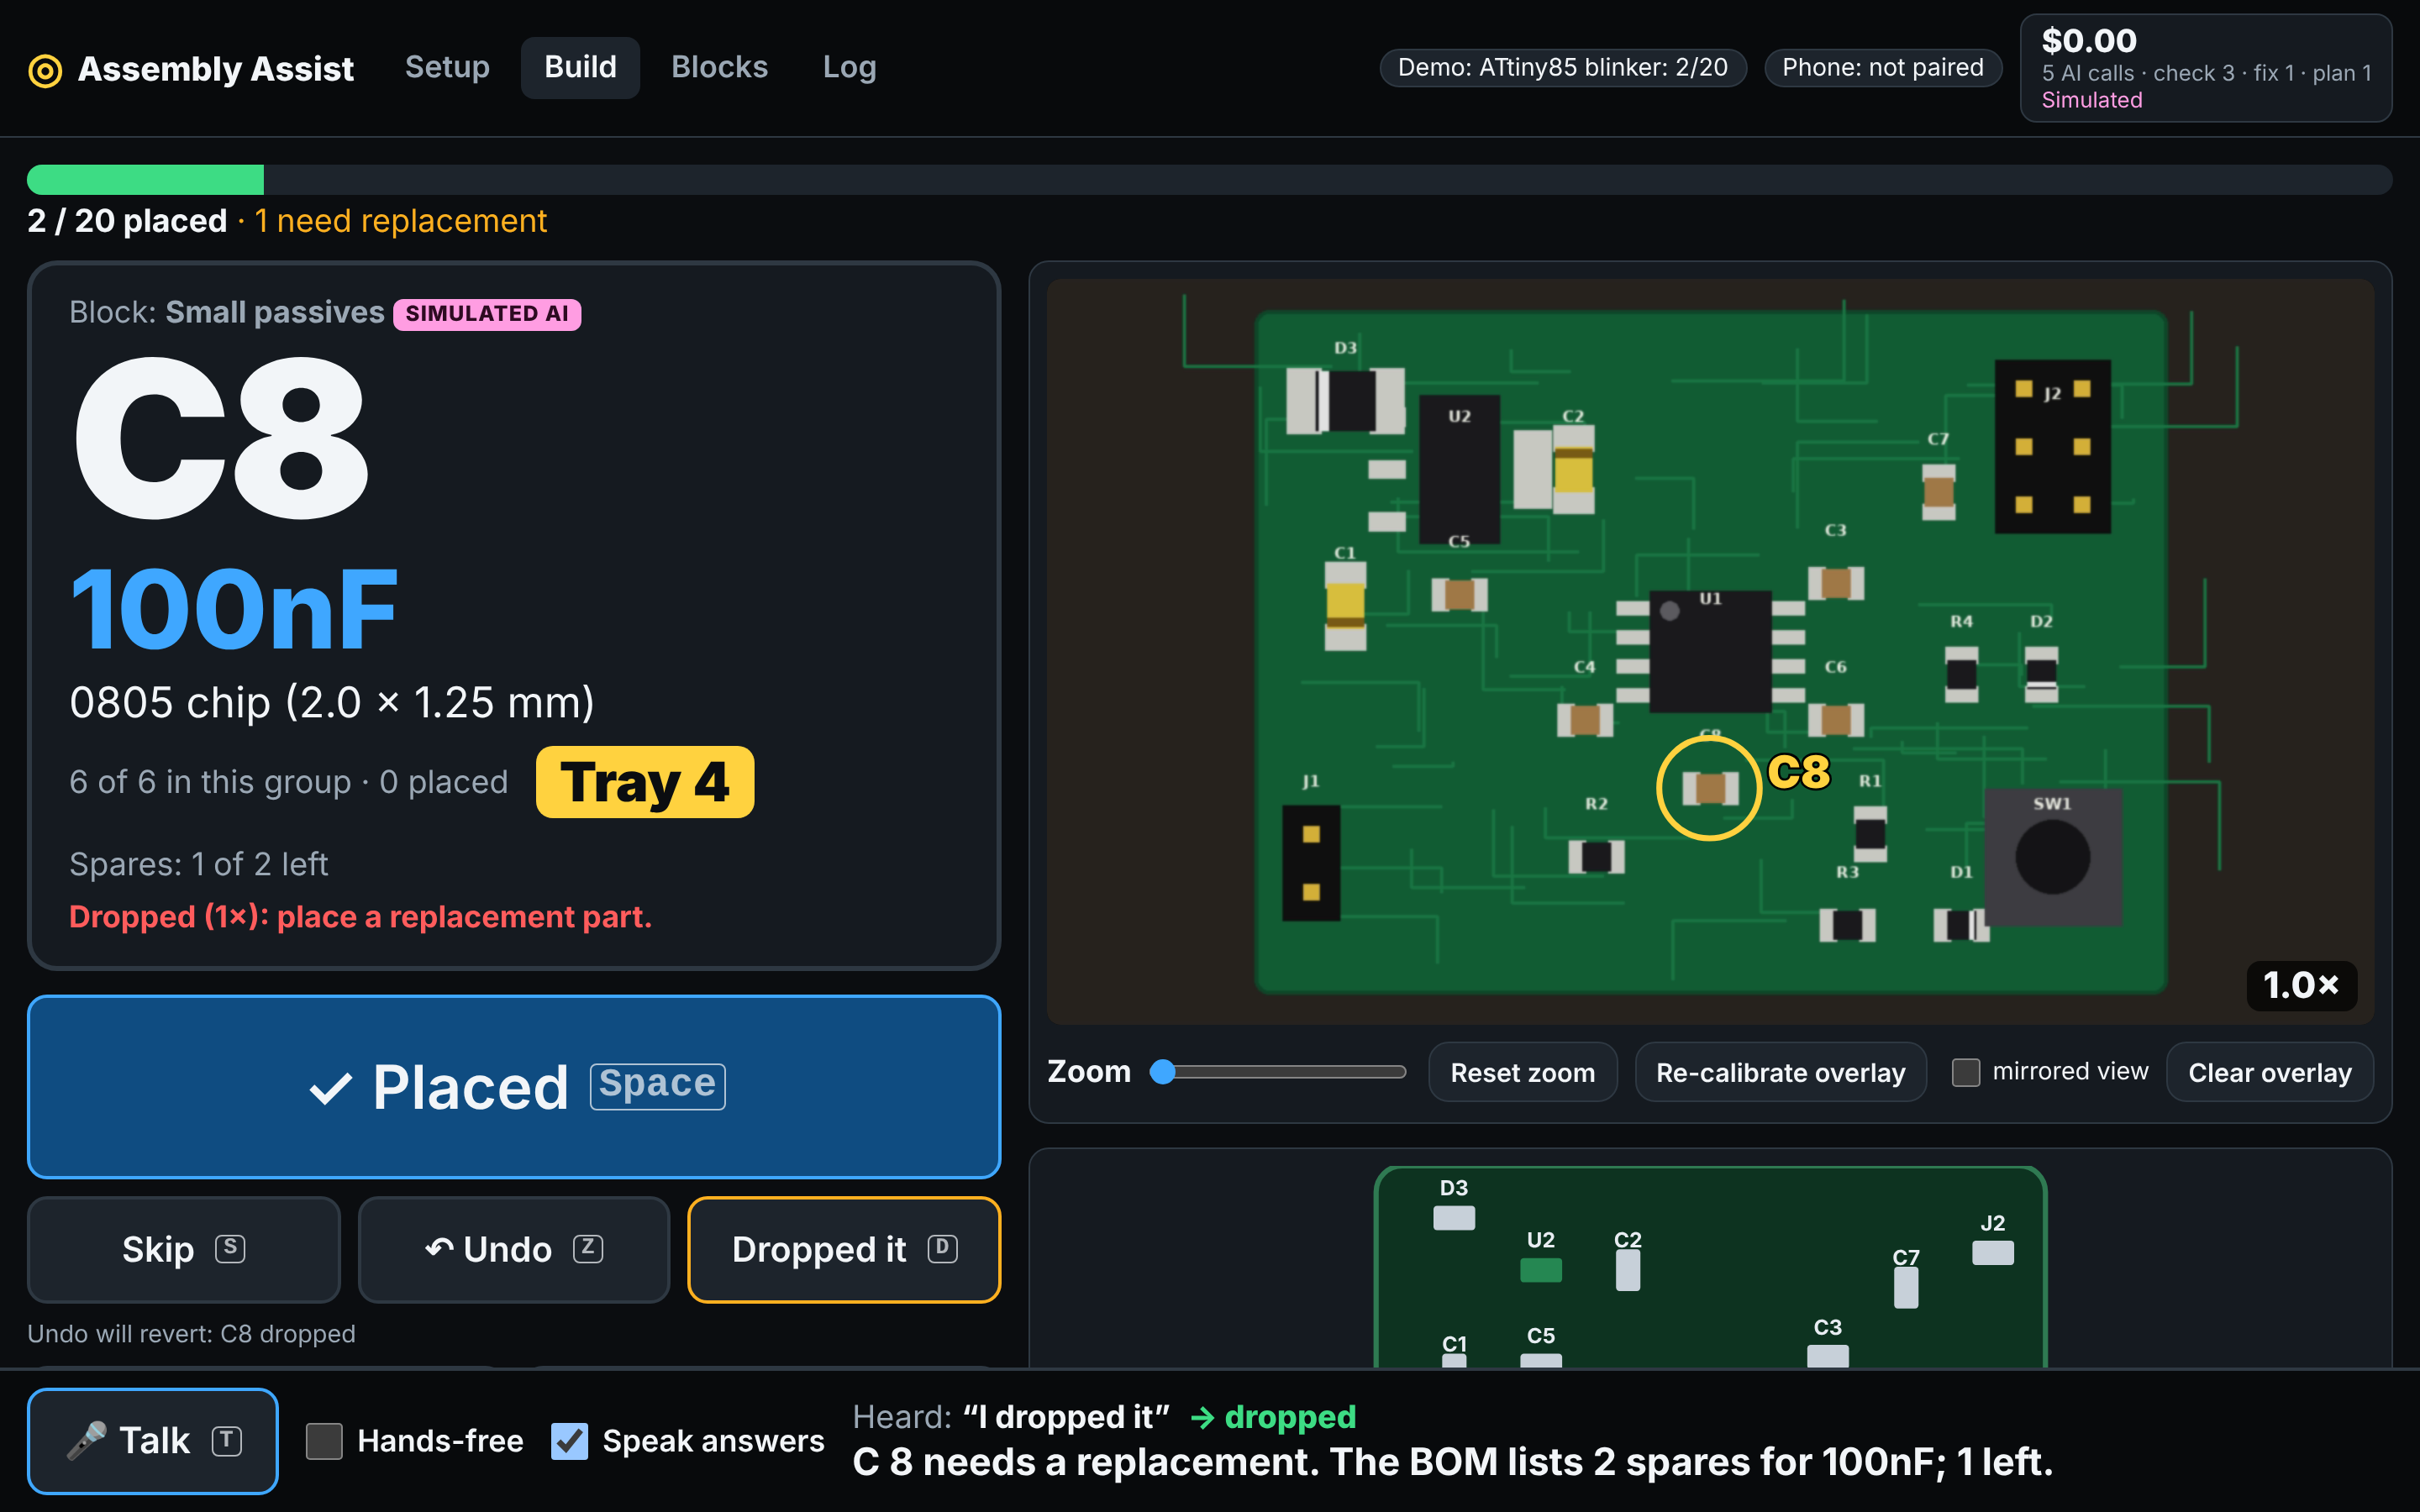 Assembly Assist
Setup
Build
Blocks
Log
Demo: ATtiny85 blinker: 2/20
Phone: not paired
$0.00
5 AI calls · check 3 · fix 1 · plan 1
Simulated
2 / 20 placed · 1 need replacement
Block: Small passives SIMULATED AI
C8
100nF
0805 chip (2.0 × 1.25 mm)
6 of 6 in this group · 0 placed Tray 4
Spares: 1 of 2 left
Dropped (1×): place a replacement part.
✓ Placed Space
Skip S
↶ Undo Z
Dropped it D
Undo will revert: C8 dropped
D3
U2
C2
J2
C7
C5
C1
C3
U1
R4
D2
C4
C6
C8
C8
J1
R2
R1
SW1
R3
D1
1.0×
Zoom
Reset zoom
Re-calibrate overlay
mirrored view
Clear overlay
D3
U2
C2
J2
C7
C1
C5
C3
Talk T
Hands-free
Speak answers
Heard: “I dropped it” → dropped
C 8 needs a replacement. The BOM lists 2 spares for 100nF; 1 left.